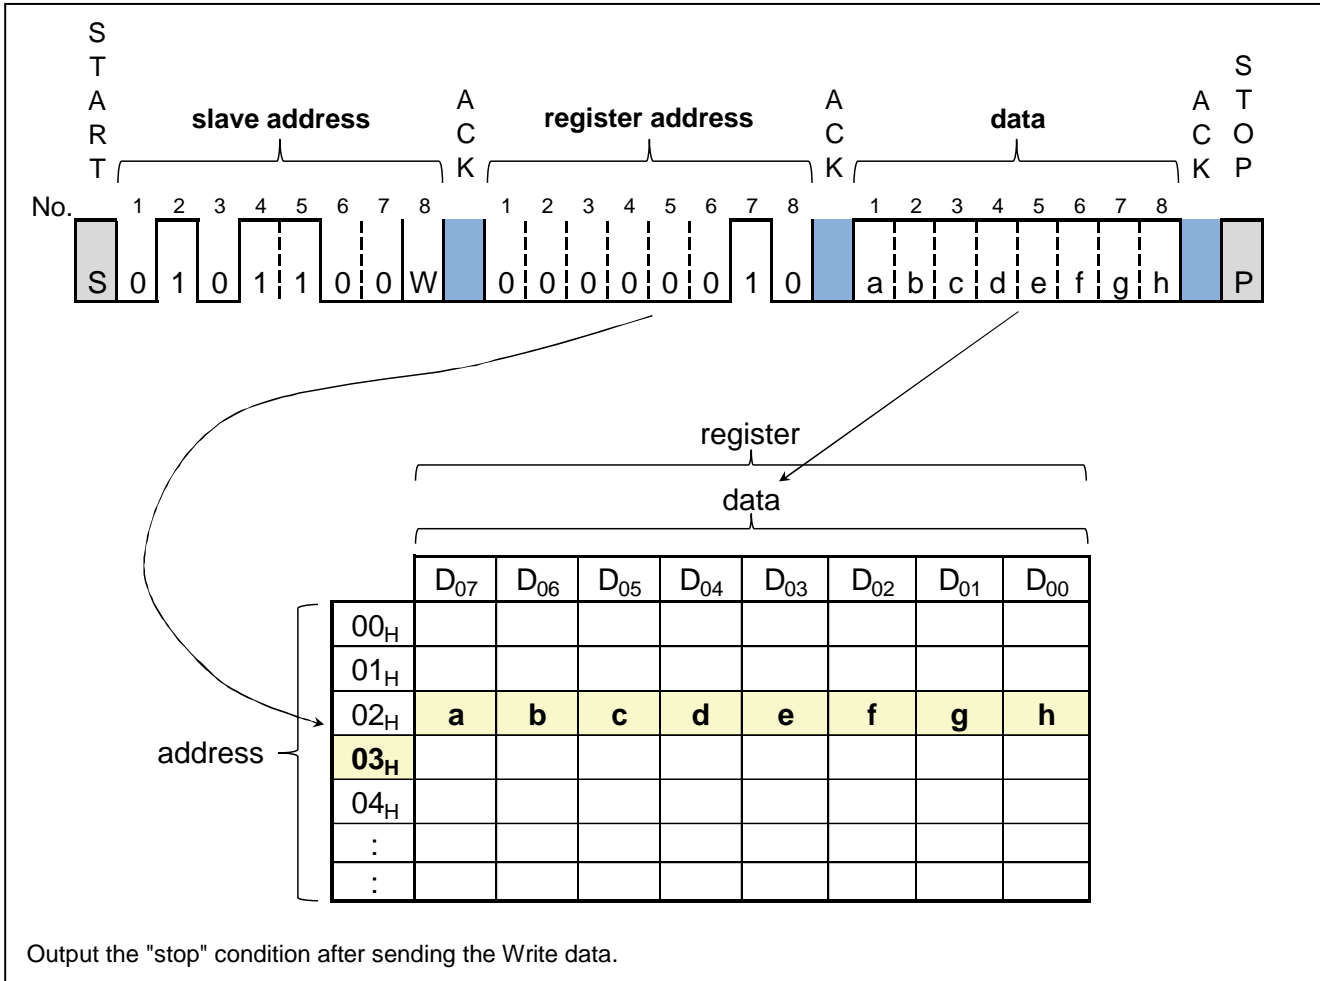 START
slave address
ACK
register address
ACK
data
ACK
STOP
No. 1 2 3 4 5 6 7 8 1 2 3 4 5 6 7 8 1 2 3 4 5 6 7 8
S 0 1 0 1 1 0 0 W 0 0 0 0 0 0 1 0 a b c d e f g h P
register
data
D07 D06 D05 D04 D03 D02 D01 D00
00H
01H
02H a b c d e f g h
address
03H
04H
:
:
Output the "stop" condition after sending the Write data.